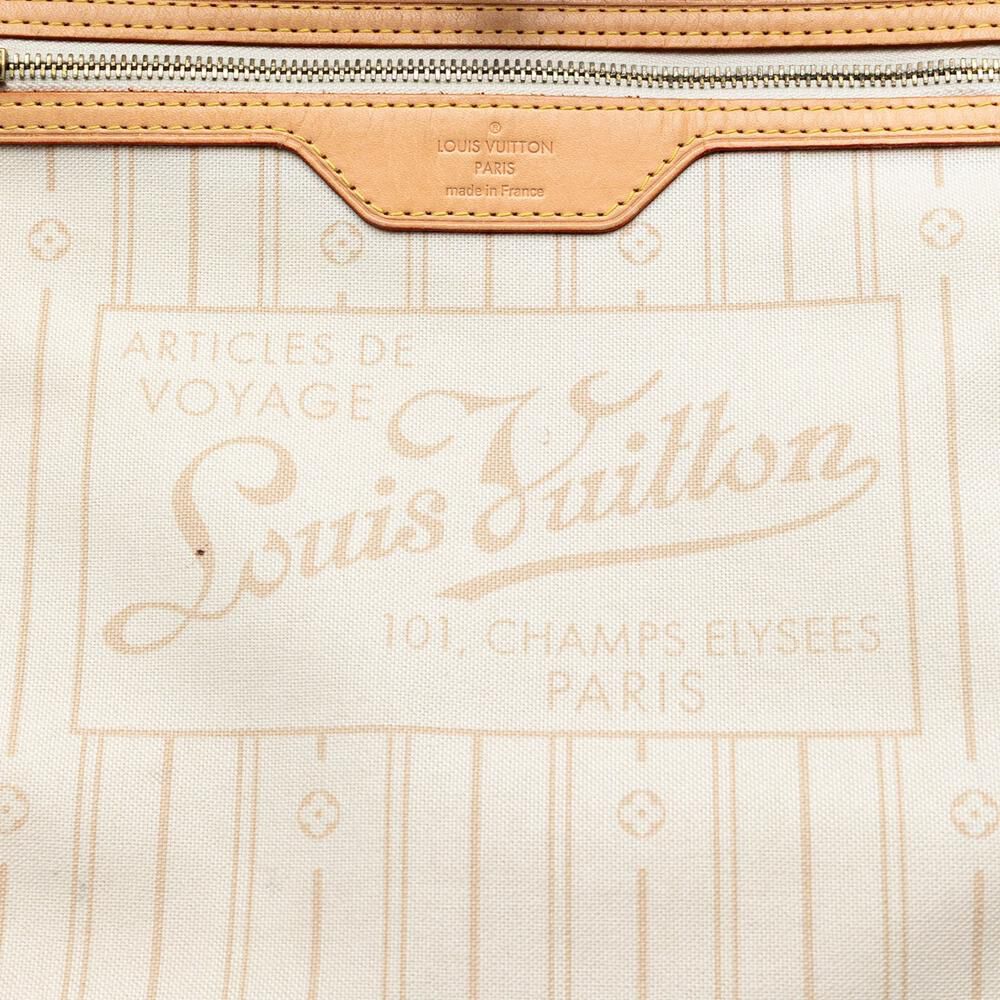 ®
LOUIS VUITTON
PARIS
made in France
ARTICLES DE
VOYAGE
Louis Vuitton
101, CHAMPS ELYSEES
PARIS